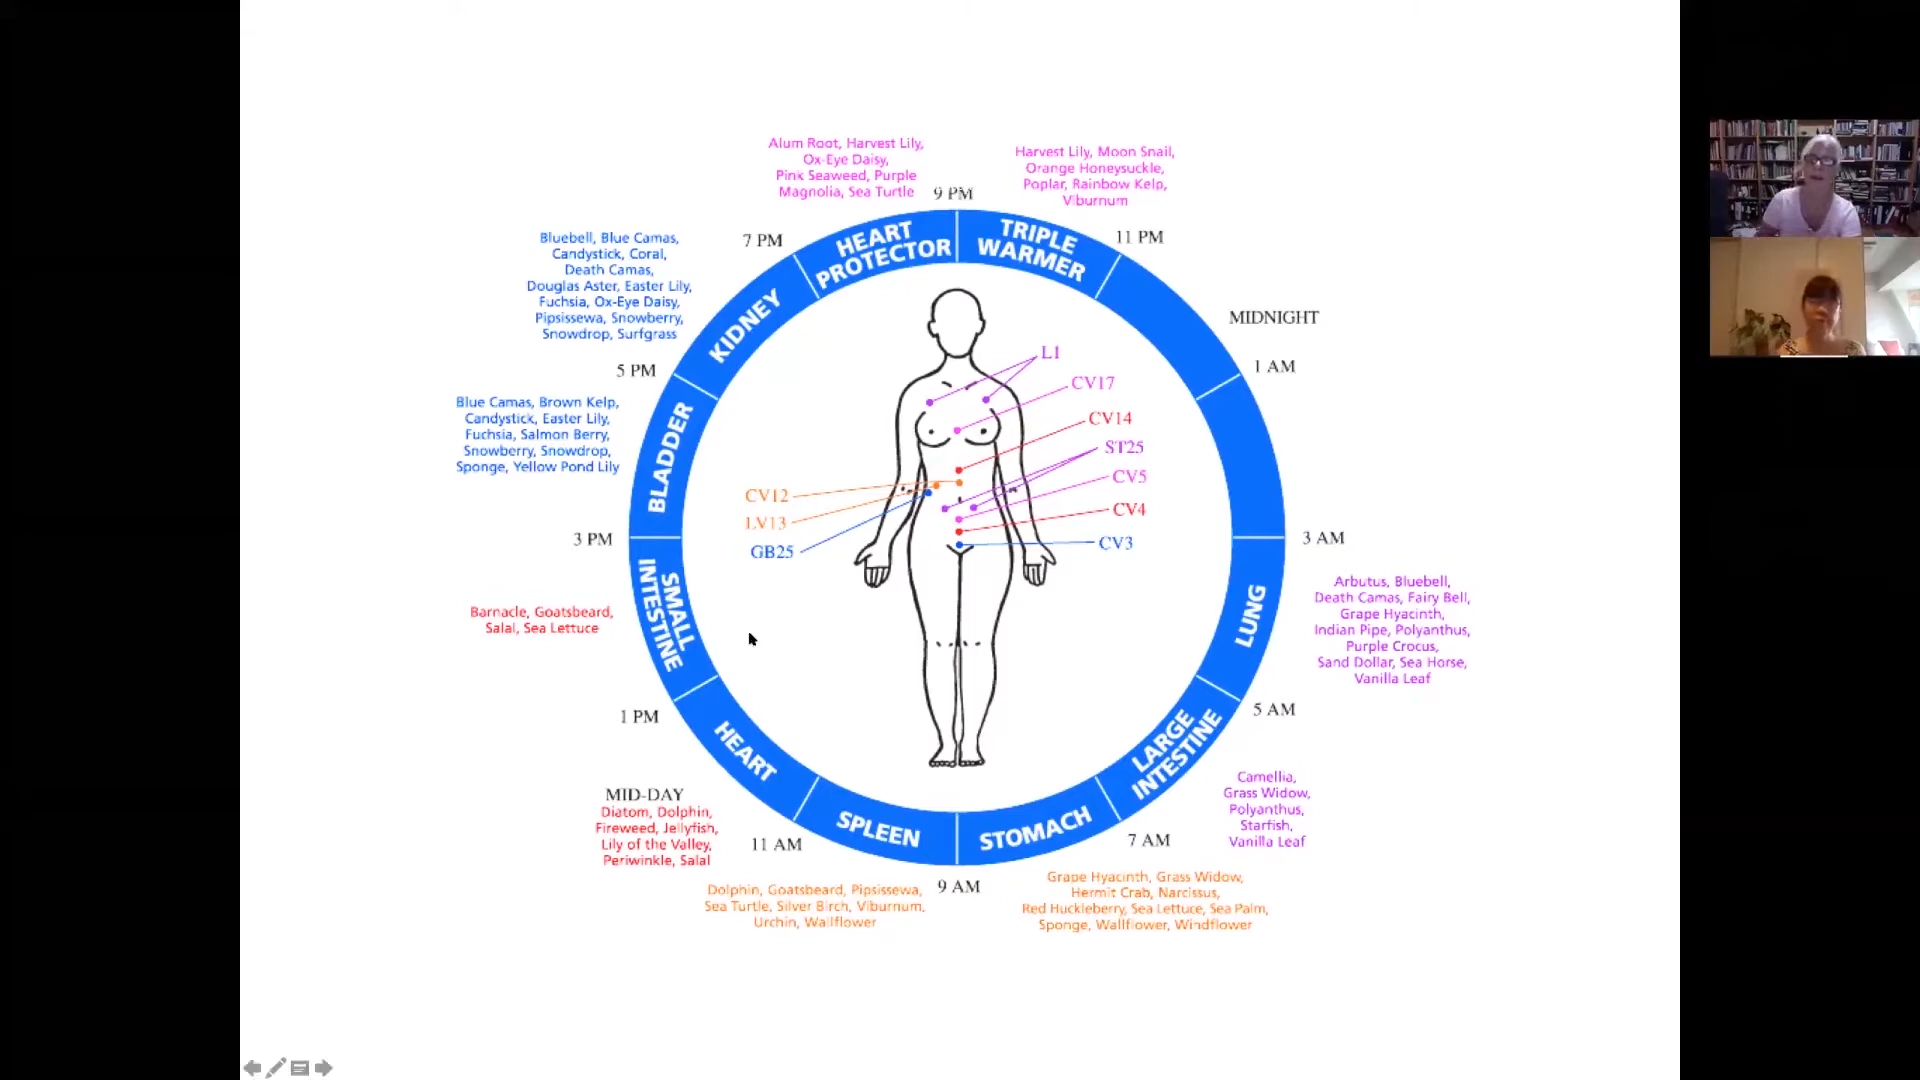 Alum Root, Harvest Lily,
Ox-Eye Daisy,
Pink Seaweed, Purple
Magnolia, Sea Turtle
9 PM
Harvest Lily, Moon Snail,
Orange Honeysuckle,
Poplar, Rainbow Kelp,
Viburnum
7 PM
HEART
PROTECTOR
TRIPLE
WARMER
11 PM
Bluebell, Blue Camas,
Candystick, Coral,
Death Camas,
Douglas Aster, Easter Lily,
Fuchsia, Ox-Eye Daisy,
Pipsissewa, Snowberry,
Snowdrop, Surfgrass
KIDNEY
MIDNIGHT
5 PM
1 AM
L1
CV17
CV14
ST25
CV5
CV4
CV3
CV12
LV13
GB25
Blue Camas, Brown Kelp,
Candystick, Easter Lily,
Fuchsia, Salmon Berry,
Snowberry, Snowdrop,
Sponge, Yellow Pond Lily
BLADDER
3 PM
3 AM
SMALL
INTESTINE
Barnacle, Goatsbeard,
Salal, Sea Lettuce
LUNG
Arbutus, Bluebell,
Death Camas, Fairy Bell,
Grape Hyacinth,
Indian Pipe, Polyanthus,
Purple Crocus,
Sand Dollar, Sea Horse,
Vanilla Leaf
1 PM
5 AM
HEART
LARGE
INTESTINE
MID-DAY
Diatom, Dolphin,
Fireweed, Jellyfish,
Lily of the Valley,
Periwinkle, Salal
Camellia,
Grass Widow,
Polyanthus,
Starfish,
Vanilla Leaf
11 AM
SPLEEN
STOMACH
7 AM
9 AM
Dolphin, Goatsbeard, Pipsissewa,
Sea Turtle, Silver Birch, Viburnum,
Urchin, Wallflower
Grape Hyacinth, Grass Widow,
Hermit Crab, Narcissus,
Red Huckleberry, Sea Lettuce, Sea Palm,
Sponge, Wallflower, Windflower